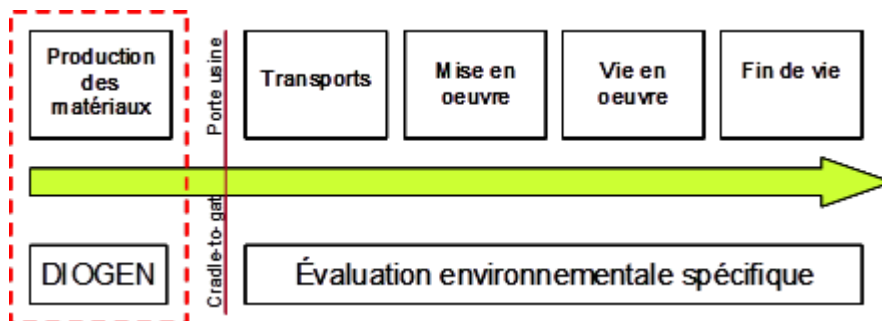 Production
des
matériaux
Porte usine
Transports
Mise en
oeuvre
Vie en
oeuvre
Fin de vie
DIOGEN
Cradle-to- gat
Évaluation environnementale spécifique